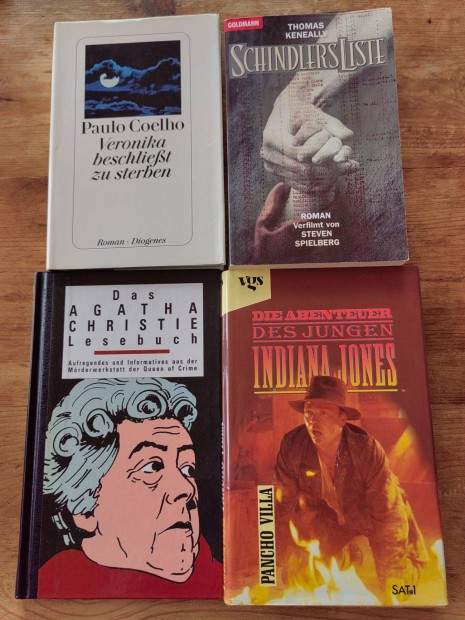 Paulo Coelho
Veronika
beschließt
zu sterben
Roman · Diogenes
GOLDMANN
THOMAS
KENEALLY
SCHINDLERS LISTE
ROMAN
Verfilmt von
STEVEN
SPIELBERG
Das
AGATHA
CHRISTIE
Lesebuch
Aufregendes und Informatives aus der
Mörderwerkstatt der Queen of Crime
VGS
DIE ABENTEUER
DES JUNGEN
INDIANA JONES
TM
PANCHO VILLA
SAT.1